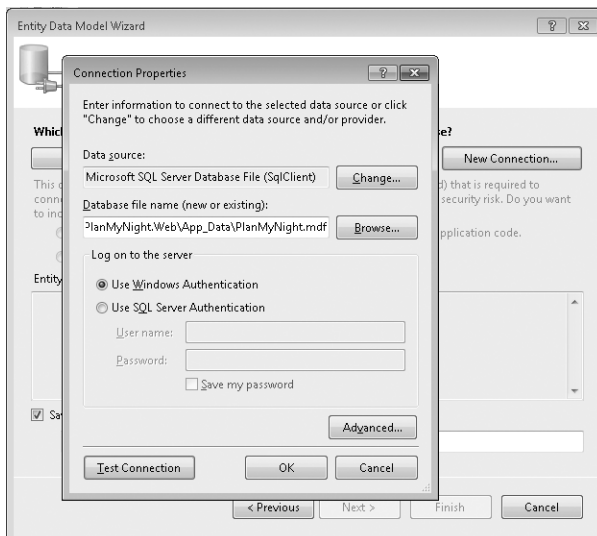 Entity Data Model Wizard
Connection Properties
Enter information to connect to the selected data source or click
"Change" to choose a different data source and/or provider.
Data source:
Microsoft SQL Server Database File (SqlClient)
Change...
Database file name (new or existing):
PlanMyNight.Web\App_Data\PlanMyNight.mdf
Browse...
Log on to the server
Use Windows Authentication
Use SQL Server Authentication
User name:
Password:
Save my password
Advanced...
Test Connection
OK
Cancel
New Connection...
This
d) that is required to
security risk. Do you want
to
pplication code.
Entity
< Previous
Next >
Finish
Cancel